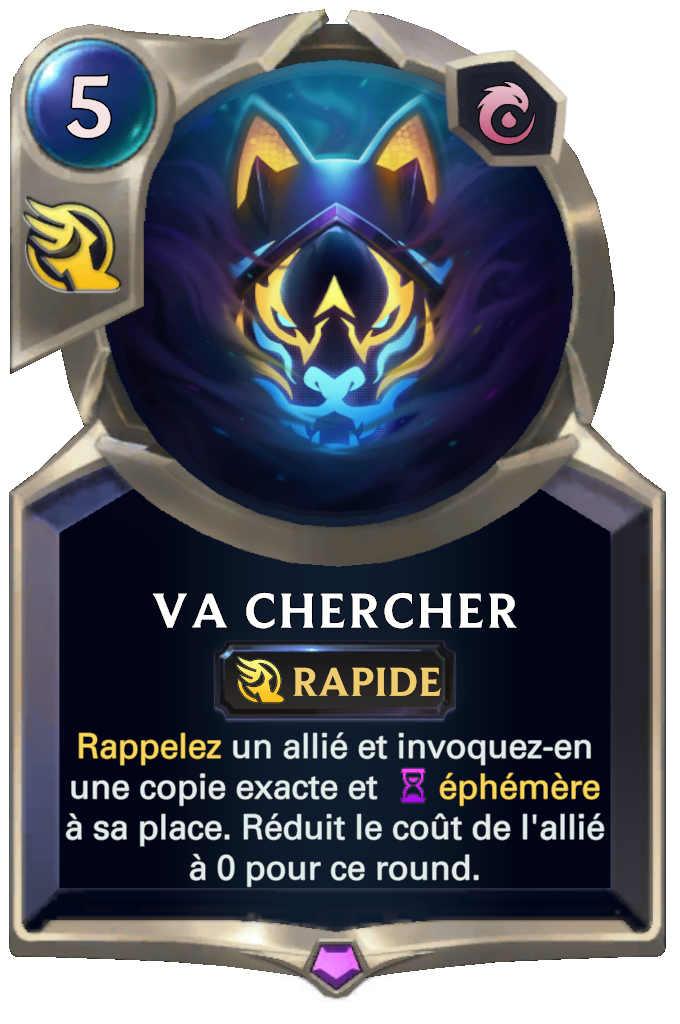 5
VA CHERCHER
RAPIDE
Rappelez un allié et invoquez-en
une copie exacte et éphémère
à sa place. Réduit le coût de l'allié
à 0 pour ce round.